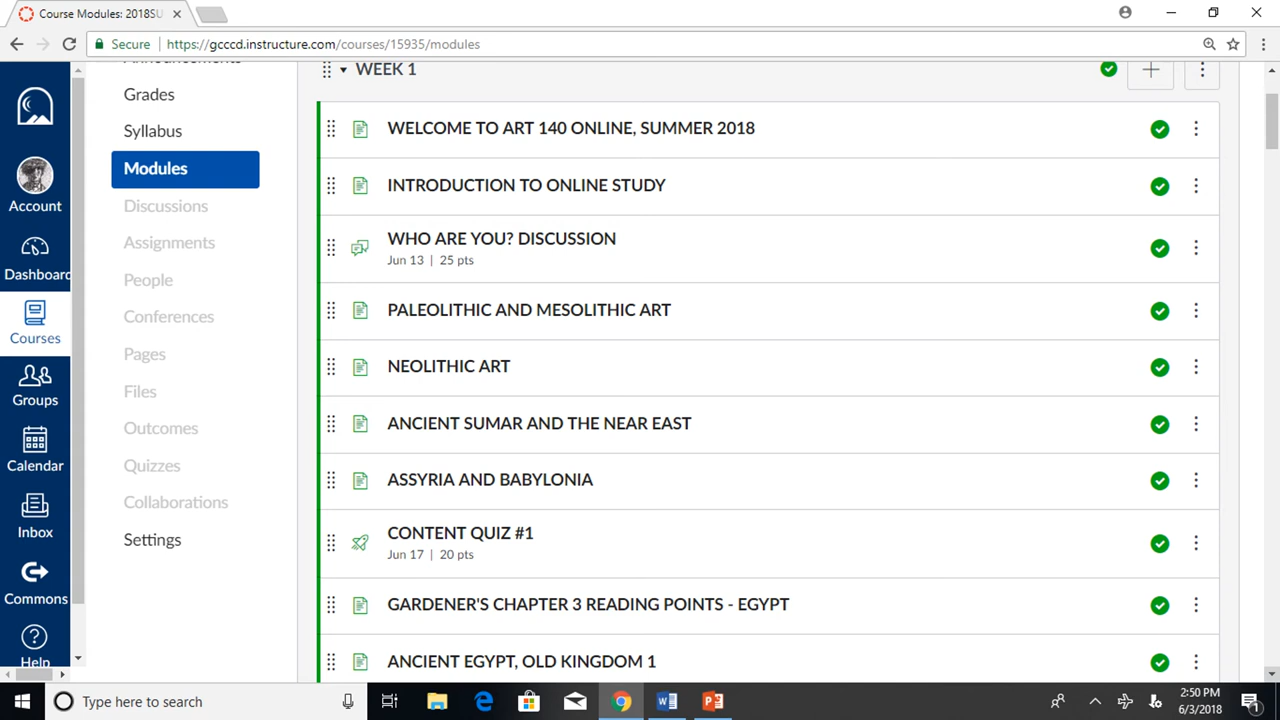 Course Modules: 2018SU
Secure
https://gcccd.instructure.com/courses/15935/modules
Announcements
Grades
Syllabus
Modules
Discussions
Assignments
People
Conferences
Pages
Files
Outcomes
Quizzes
Collaborations
Settings
Account
Dashboard
Courses
Groups
Calendar
Inbox
Commons
Help
WEEK 1
WELCOME TO ART 140 ONLINE, SUMMER 2018
INTRODUCTION TO ONLINE STUDY
WHO ARE YOU? DISCUSSION
Jun 13 | 25 pts
PALEOLITHIC AND MESOLITHIC ART
NEOLITHIC ART
ANCIENT SUMAR AND THE NEAR EAST
ASSYRIA AND BABYLONIA
CONTENT QUIZ #1
Jun 17 | 20 pts
GARDENER'S CHAPTER 3 READING POINTS - EGYPT
ANCIENT EGYPT, OLD KINGDOM 1
Type here to search
2:50 PM
6/3/2018
1